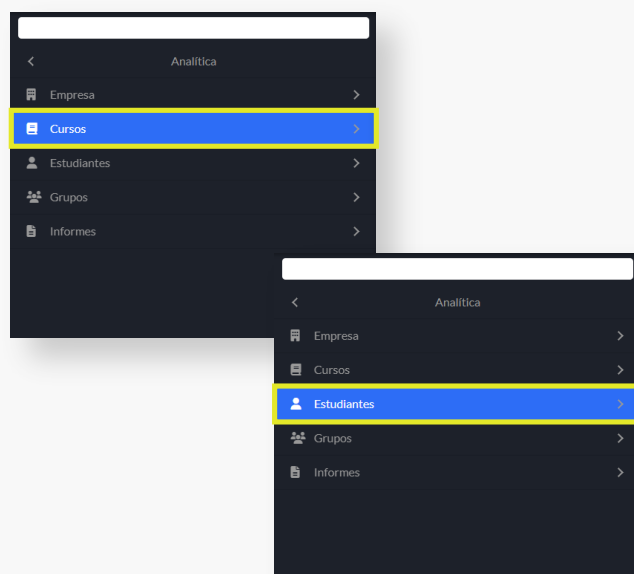 Analítica
Empresa
Cursos
Estudiantes
Grupos
Informes
Analítica
Empresa
Cursos
Estudiantes
Grupos
Informes